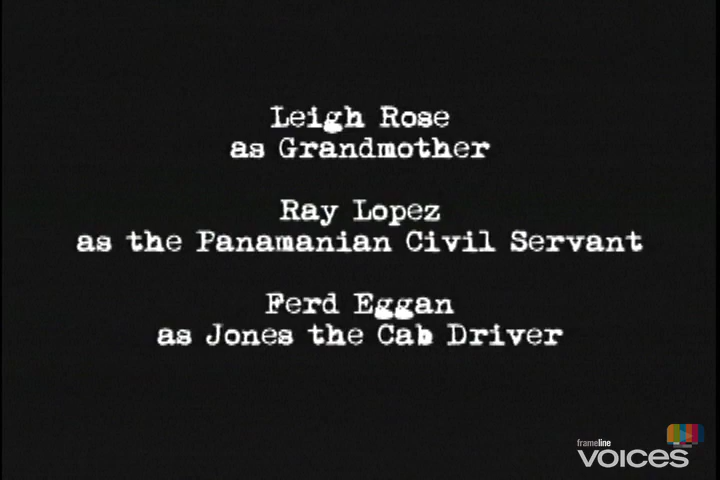 Leigh Rose
as Grandmother
Ray Lopez
as the Panamanian Civil Servant
Ferd Eggan
as Jones the Cab Driver
frameline
VOICES